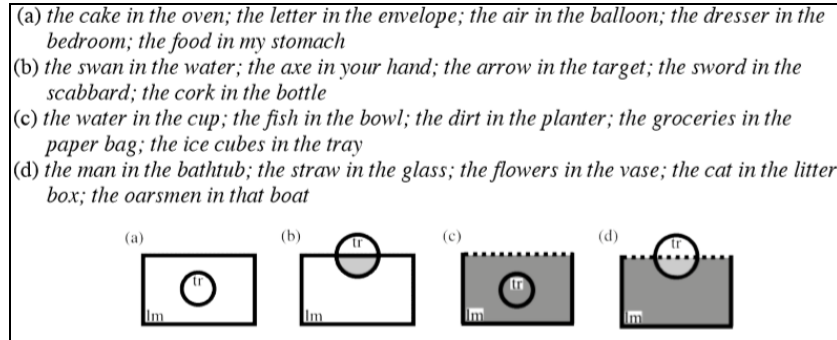 (a) the cake in the oven; the letter in the envelope; the air in the balloon; the dresser in the
bedroom; the food in my stomach
(b) the swan in the water; the axe in your hand; the arrow in the target; the sword in the
scabbard; the cork in the bottle
(c) the water in the cup; the fish in the bowl; the dirt in the planter; the groceries in the
paper bag; the ice cubes in the tray
(d) the man in the bathtub; the straw in the glass; the flowers in the vase; the cat in the litter
box; the oarsmen in that boat
(a) (b) (c) (d)
tr tr tr tr
lm lm lm lm